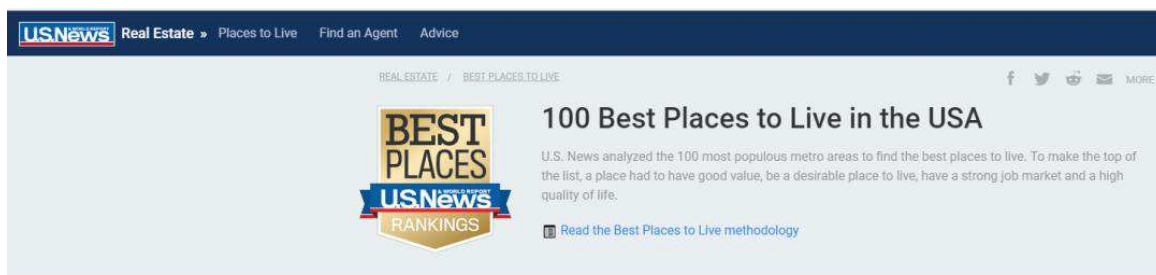 U.S.News & WORLD REPORT Real Estate » Places to Live Find an Agent Advice
REAL ESTATE / BEST PLACES TO LIVE
MORE
BEST
PLACES
U.S.News & WORLD REPORT
RANKINGS
100 Best Places to Live in the USA
U.S. News analyzed the 100 most populous metro areas to find the best places to live. To make the top of
the list, a place had to have good value, be a desirable place to live, have a strong job market and a high
quality of life.
Read the Best Places to Live methodology